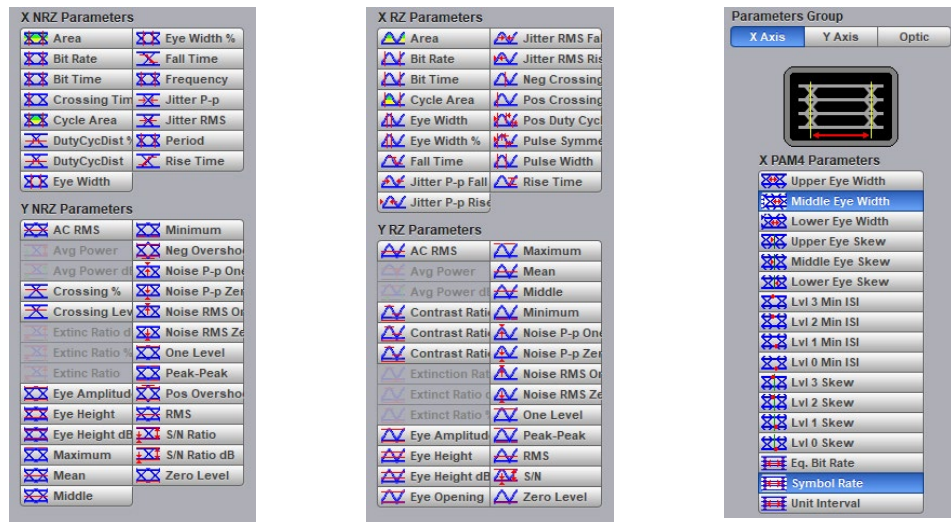 X NRZ Parameters
Area
Eye Width %
Bit Rate
Fall Time
Bit Time
Frequency
Crossing Tim
Jitter P-p
Cycle Area
Jitter RMS
DutyCycDist %
Period
DutyCycDist
Rise Time
Eye Width
Y NRZ Parameters
AC RMS
Minimum
Avg Power
Neg Oversho
Avg Power dB
Noise P-p One
Crossing %
Noise P-p Zer
Crossing Lev
Noise RMS On
Extinc Ratio d
Noise RMS Ze
Extinc Ratio %
One Level
Extinc Ratio
Peak-Peak
Eye Amplitud
Pos Oversho
Eye Height
RMS
Eye Height dB
S/N Ratio
Maximum
S/N Ratio dB
Mean
Zero Level
Middle
X RZ Parameters
Area
Jitter RMS Fal
Bit Rate
Jitter RMS Ris
Bit Time
Neg Crossing
Cycle Area
Pos Crossing
Eye Width
Pos Duty Cycl
Eye Width %
Pulse Symme
Fall Time
Pulse Width
Jitter P-p Fall
Rise Time
Jitter P-p Rise
Y RZ Parameters
AC RMS
Maximum
Avg Power
Mean
Avg Power dB
Middle
Contrast Rati
Minimum
Contrast Rati
Noise P-p One
Contrast Rati
Noise P-p Zer
Extinction Rat
Noise RMS On
Extinct Ratio d
Noise RMS Ze
Extinct Ratio %
One Level
Eye Amplitud
Peak-Peak
Eye Height
RMS
Eye Height dB
S/N
Eye Opening
Zero Level
Parameters Group
X Axis Y Axis Optic
X PAM4 Parameters
Upper Eye Width
Middle Eye Width
Lower Eye Width
Upper Eye Skew
Middle Eye Skew
Lower Eye Skew
Lvl 3 Min ISI
Lvl 2 Min ISI
Lvl 1 Min ISI
Lvl 0 Min ISI
Lvl 3 Skew
Lvl 2 Skew
Lvl 1 Skew
Lvl 0 Skew
Eq. Bit Rate
Symbol Rate
Unit Interval